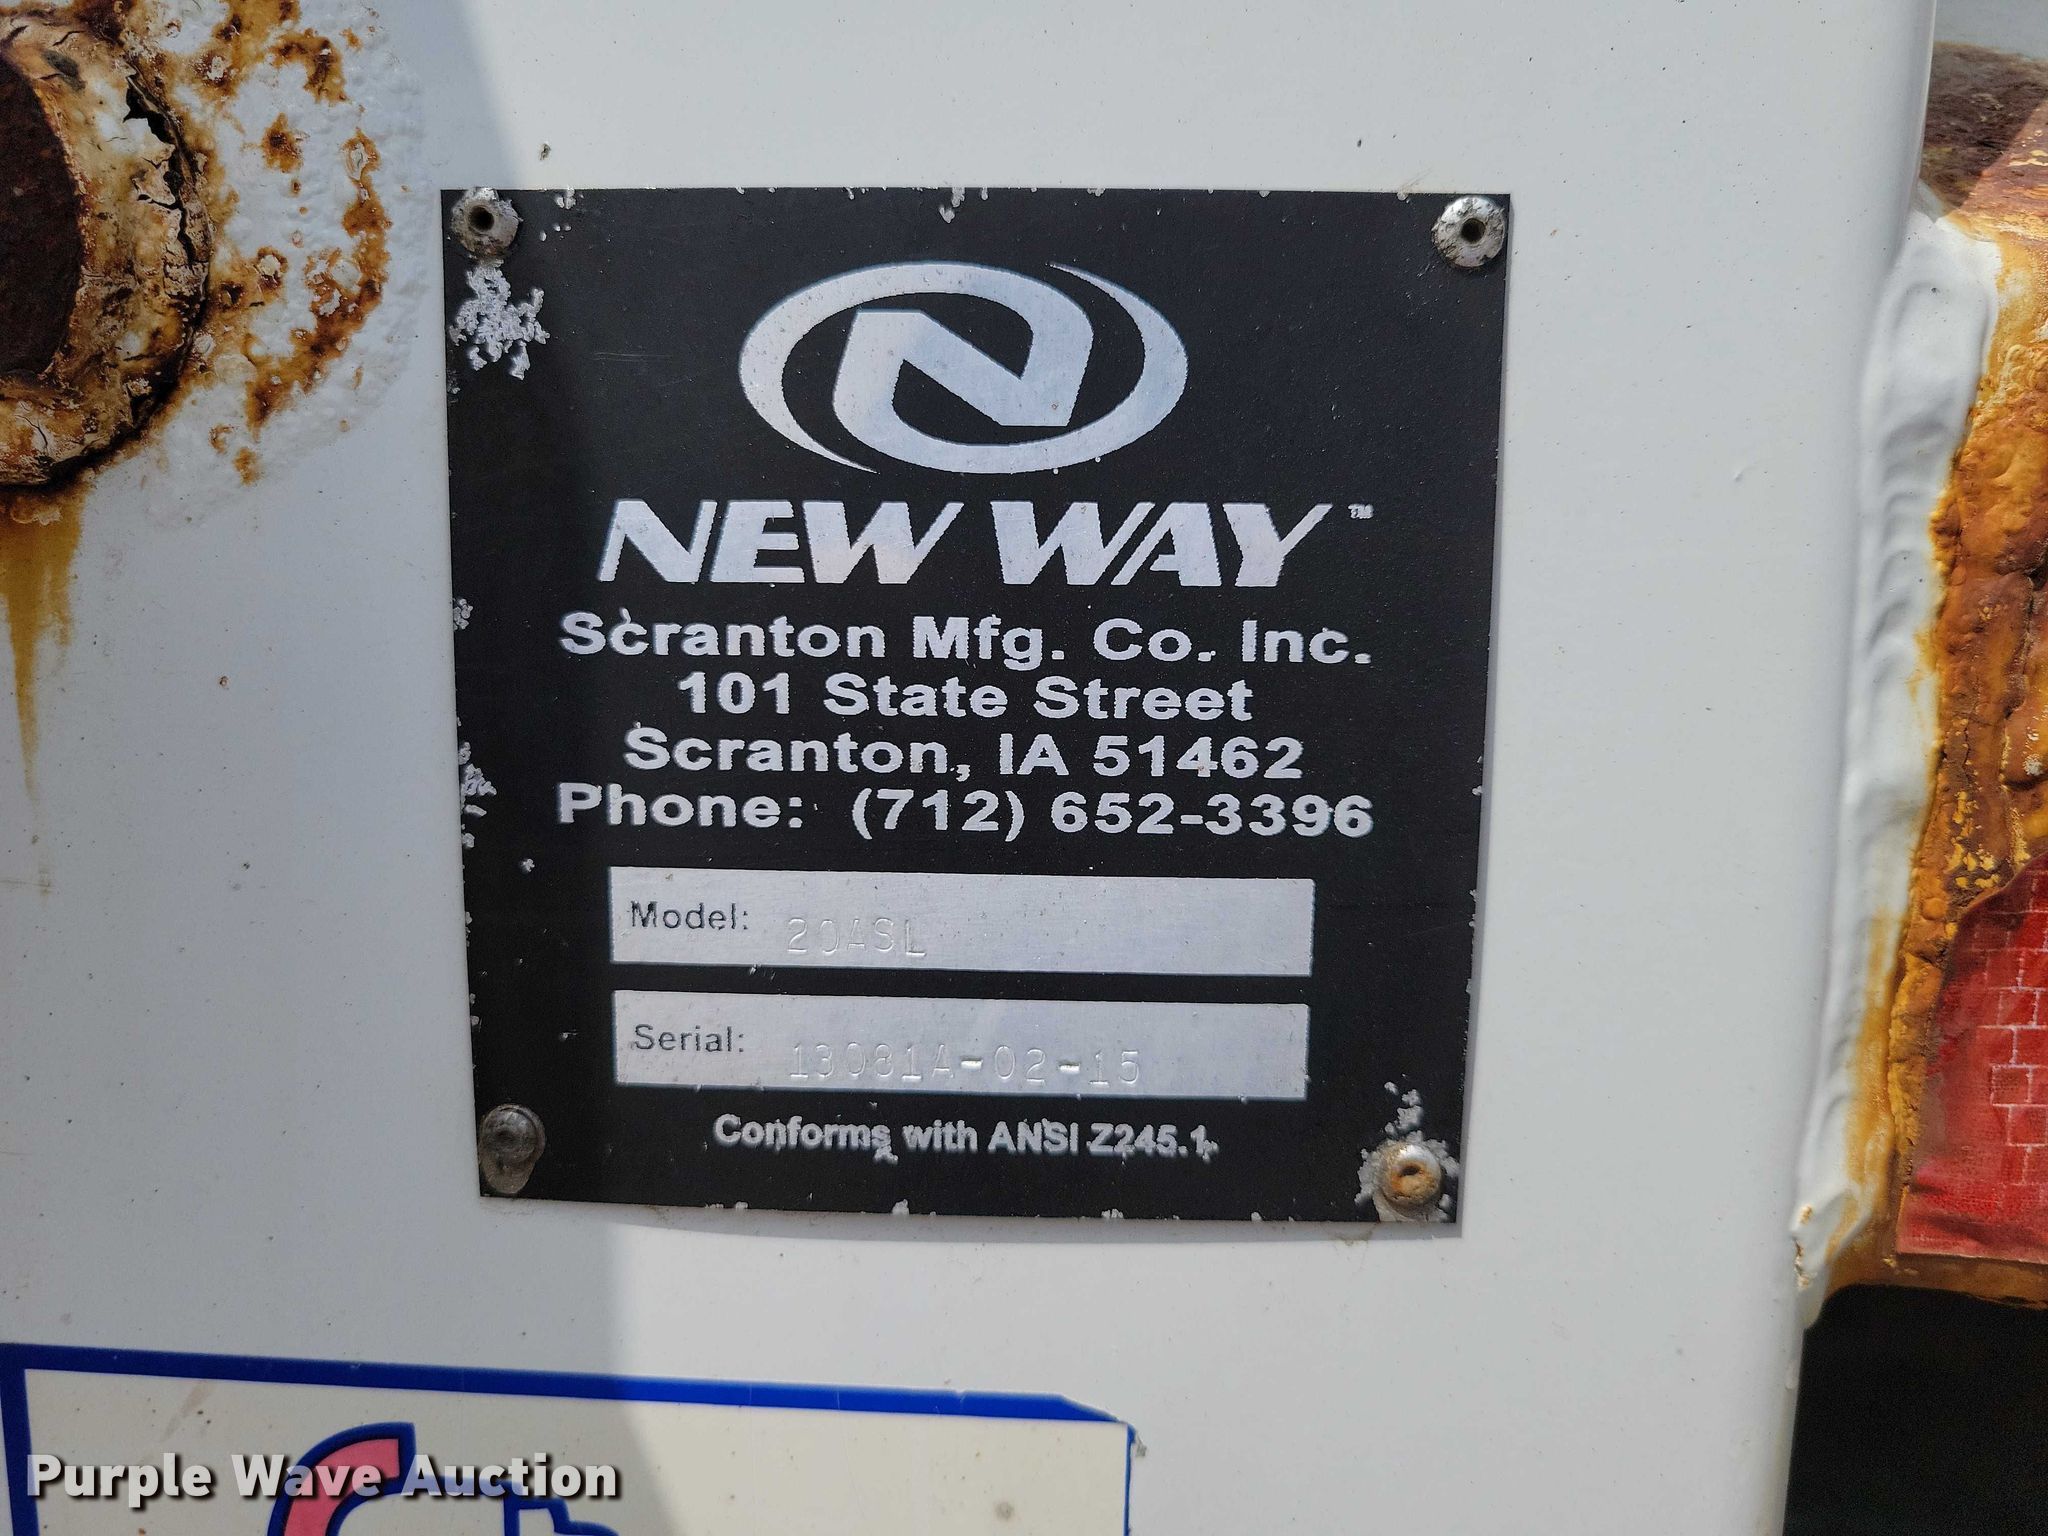 NEW WAY™
Scranton Mfg. Co. Inc.
101 State Street
Scranton, IA 51462
Phone: (712) 652-3396
Model: 20ASL
Serial: 13081A-02-15
Conforms with ANSI Z245.1
Purple Wave Auction